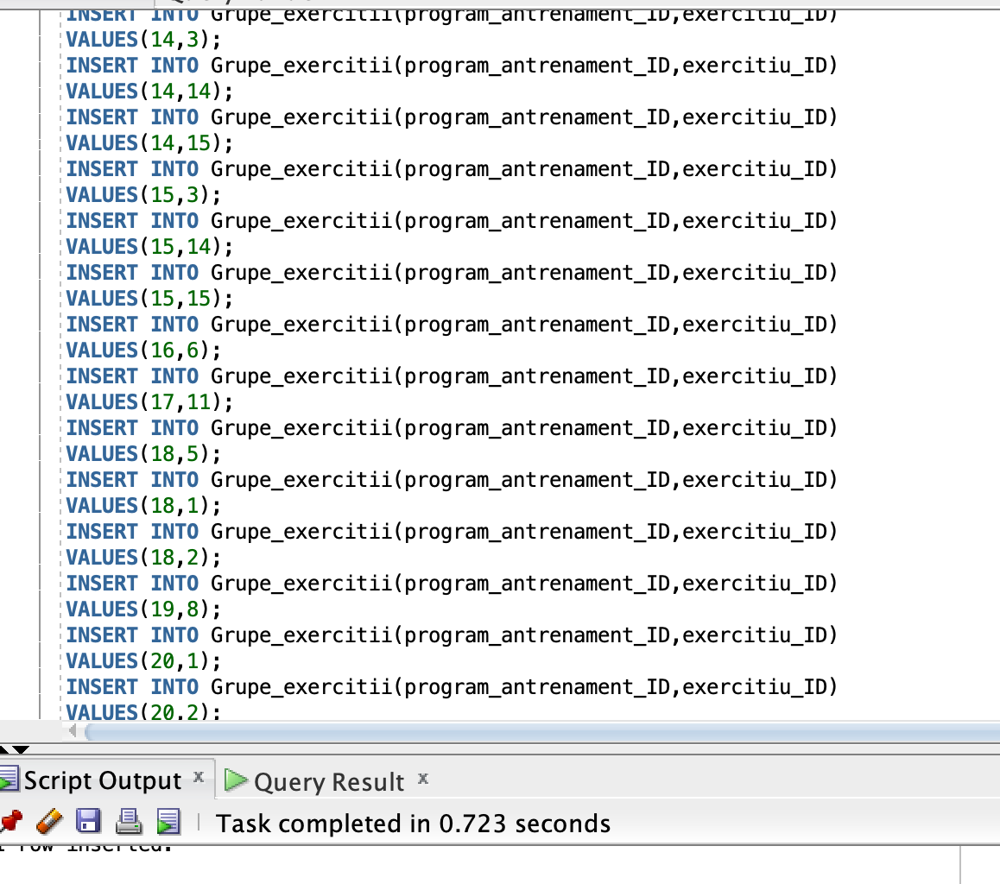 INSERT INTO Grupe_exercitii(program_antrenament_ID,exercitiu_ID)
VALUES(14,3);
INSERT INTO Grupe_exercitii(program_antrenament_ID,exercitiu_ID)
VALUES(14,14);
INSERT INTO Grupe_exercitii(program_antrenament_ID,exercitiu_ID)
VALUES(14,15);
INSERT INTO Grupe_exercitii(program_antrenament_ID,exercitiu_ID)
VALUES(15,3);
INSERT INTO Grupe_exercitii(program_antrenament_ID,exercitiu_ID)
VALUES(15,14);
INSERT INTO Grupe_exercitii(program_antrenament_ID,exercitiu_ID)
VALUES(15,15);
INSERT INTO Grupe_exercitii(program_antrenament_ID,exercitiu_ID)
VALUES(16,6);
INSERT INTO Grupe_exercitii(program_antrenament_ID,exercitiu_ID)
VALUES(17,11);
INSERT INTO Grupe_exercitii(program_antrenament_ID,exercitiu_ID)
VALUES(18,5);
INSERT INTO Grupe_exercitii(program_antrenament_ID,exercitiu_ID)
VALUES(18,1);
INSERT INTO Grupe_exercitii(program_antrenament_ID,exercitiu_ID)
VALUES(18,2);
INSERT INTO Grupe_exercitii(program_antrenament_ID,exercitiu_ID)
VALUES(19,8);
INSERT INTO Grupe_exercitii(program_antrenament_ID,exercitiu_ID)
VALUES(20,1);
INSERT INTO Grupe_exercitii(program_antrenament_ID,exercitiu_ID)
VALUES(20,2);
Script Output x Query Result x
Task completed in 0.723 seconds
row inserted.